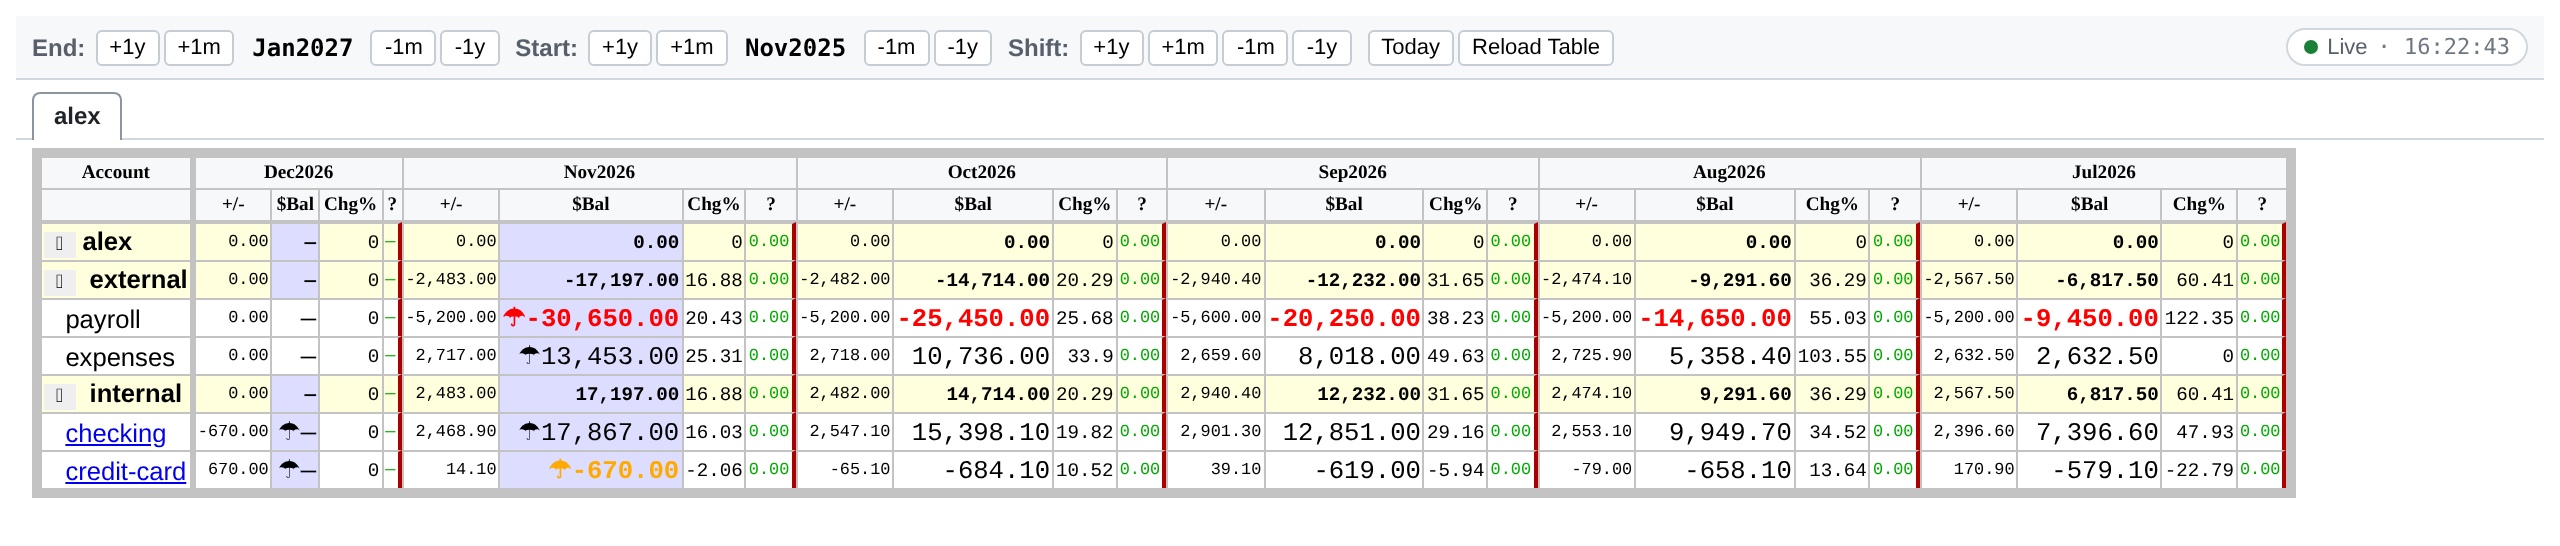 End: +1y +1m Jan2027 -1m -1y Start: +1y +1m Nov2025 -1m -1y Shift: +1y +1m -1m -1y Today Reload Table Live · 16:22:43
alex
Account Dec2026 Nov2026 Oct2026 Sep2026 Aug2026 Jul2026
+/- $Bal Chg% ? +/- $Bal Chg% ? +/- $Bal Chg% ? +/- $Bal Chg% ? +/- $Bal Chg% ? +/- $Bal Chg% ?
alex 0.00 — 0 — 0.00 0.00 0 0.00 0.00 0.00 0 0.00 0.00 0.00 0 0.00 0.00 0.00 0 0.00 0.00 0.00 0 0.00
external 0.00 — 0 — -2,483.00 -17,197.00 16.88 0.00 -2,482.00 -14,714.00 20.29 0.00 -2,940.40 -12,232.00 31.65 0.00 -2,474.10 -9,291.60 36.29 0.00 -2,567.50 -6,817.50 60.41 0.00
payroll 0.00 — 0 — -5,200.00 ☂-30,650.00 20.43 0.00 -5,200.00 -25,450.00 25.68 0.00 -5,600.00 -20,250.00 38.23 0.00 -5,200.00 -14,650.00 55.03 0.00 -5,200.00 -9,450.00 122.35 0.00
expenses 0.00 — 0 — 2,717.00 ☂13,453.00 25.31 0.00 2,718.00 10,736.00 33.9 0.00 2,659.60 8,018.00 49.63 0.00 2,725.90 5,358.40 103.55 0.00 2,632.50 2,632.50 0 0.00
internal 0.00 — 0 — 2,483.00 17,197.00 16.88 0.00 2,482.00 14,714.00 20.29 0.00 2,940.40 12,232.00 31.65 0.00 2,474.10 9,291.60 36.29 0.00 2,567.50 6,817.50 60.41 0.00
checking -670.00 ☂— 0 — 2,468.90 ☂17,867.00 16.03 0.00 2,547.10 15,398.10 19.82 0.00 2,901.30 12,851.00 29.16 0.00 2,553.10 9,949.70 34.52 0.00 2,396.60 7,396.60 47.93 0.00
credit-card 670.00 ☂— 0 — 14.10 ☂-670.00 -2.06 0.00 -65.10 -684.10 10.52 0.00 39.10 -619.00 -5.94 0.00 -79.00 -658.10 13.64 0.00 170.90 -579.10 -22.79 0.00